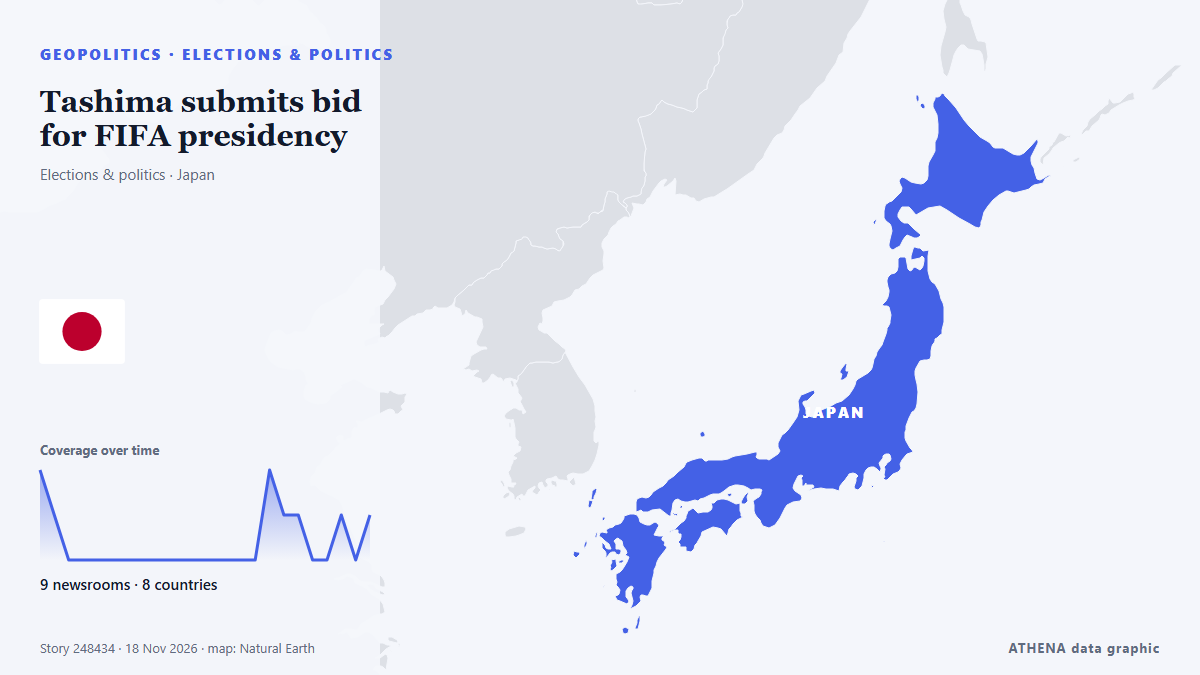 GEOPOLITICS · ELECTIONS & POLITICS
Tashima submits bid
for FIFA presidency
Elections & politics · Japan
JAPAN
Coverage over time
9 newsrooms · 8 countries
Story 248434 · 18 Nov 2026 · map: Natural Earth
ATHENA data graphic